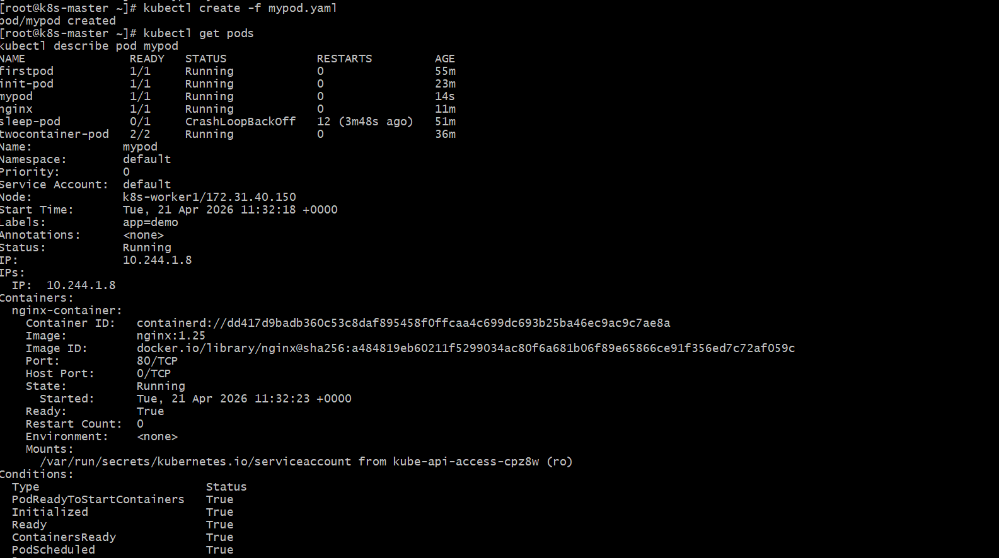 [root@k8s-master ~]# kubectl create -f mypod.yaml
pod/mypod created
[root@k8s-master ~]# kubectl get pods
kubectl describe pod mypod
NAME               READY   STATUS             RESTARTS         AGE
firstpod           1/1     Running            0                55m
init-pod           1/1     Running            0                23m
mypod              1/1     Running            0                14s
nginx              1/1     Running            0                11m
sleep-pod          0/1     CrashLoopBackOff   12 (3m48s ago)   51m
twocontainer-pod   2/2     Running            0                36m
Name:             mypod
Namespace:        default
Priority:         0
Service Account:  default
Node:             k8s-worker1/172.31.40.150
Start Time:       Tue, 21 Apr 2026 11:32:18 +0000
Labels:           app=demo
Annotations:      <none>
Status:           Running
IP:               10.244.1.8
IPs:
  IP:  10.244.1.8
Containers:
  nginx-container:
    Container ID:   containerd://dd417d9badb360c53c8daf895458f0ffcaa4c699dc693b25ba46ec9ac9c7ae8a
    Image:          nginx:1.25
    Image ID:       docker.io/library/nginx@sha256:a484819eb60211f5299034ac80f6a681b06f89e65866ce91f356ed7c72af059c
    Port:           80/TCP
    Host Port:      0/TCP
    State:          Running
      Started:      Tue, 21 Apr 2026 11:32:23 +0000
    Ready:          True
    Restart Count:  0
    Environment:    <none>
    Mounts:
      /var/run/secrets/kubernetes.io/serviceaccount from kube-api-access-cpz8w (ro)
Conditions:
  Type                        Status
  PodReadyToStartContainers   True
  Initialized                 True
  Ready                       True
  ContainersReady             True
  PodScheduled                True